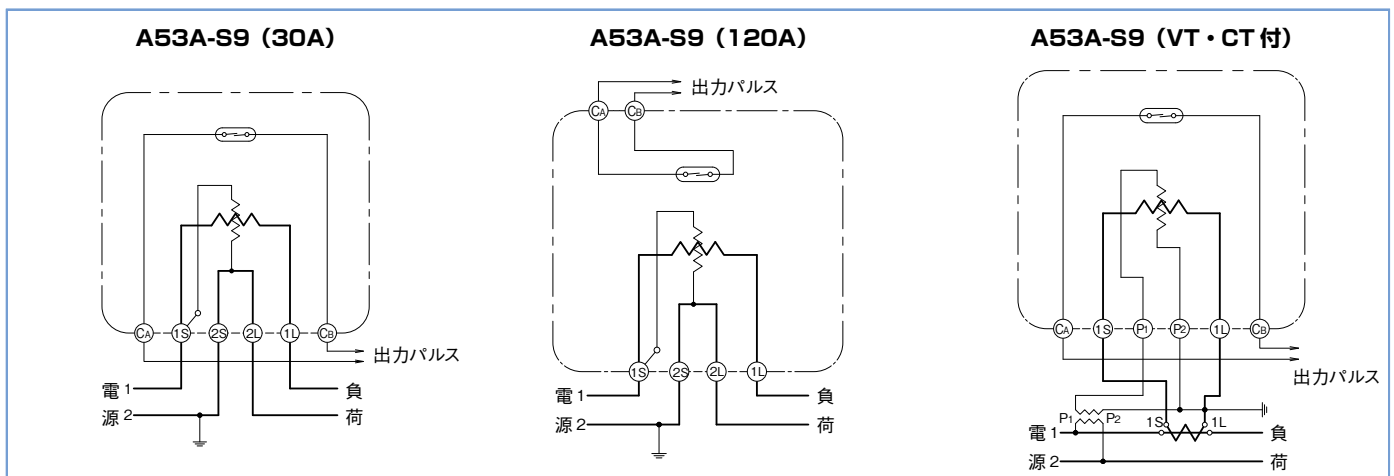 A53A-S9（30A）
CA 1S 2S 2L 1L CB
出力パルス
電 1 負
源 2 荷
A53A-S9（120A）
出力パルス
CA CB
1S 2S 2L 1L
電 1 負
源 2 荷
A53A-S9（VT・CT 付）
CA 1S P1 P2 1L CB
出力パルス
P1 P2 1S 1L
電 1 負
源 2 荷